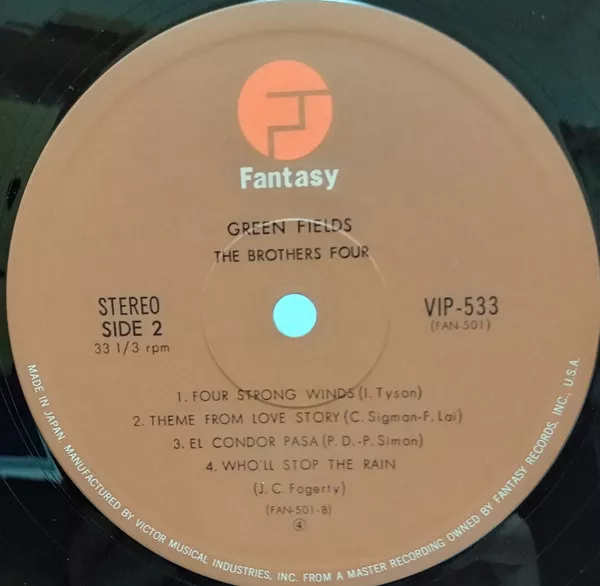 Fantasy
GREEN FIELDS
THE BROTHERS FOUR
STEREO
SIDE 2
33 1/3 rpm
VIP-533
(FAN-501)
1. FOUR STRONG WINDS (I. Tyson)
2. THEME FROM LOVE STORY (C. Sigman-F. Lai)
3. EL CONDOR PASA (P. D.-P. Simon)
4. WHO'LL STOP THE RAIN
(J. C. Fogerty)
(FAN-501-B)
④
MADE IN JAPAN. MANUFACTURED BY VICTOR MUSICAL INDUSTRIES, INC. FROM A MASTER RECORDING OWNED BY FANTASY RECORDS, INC., U.S.A.